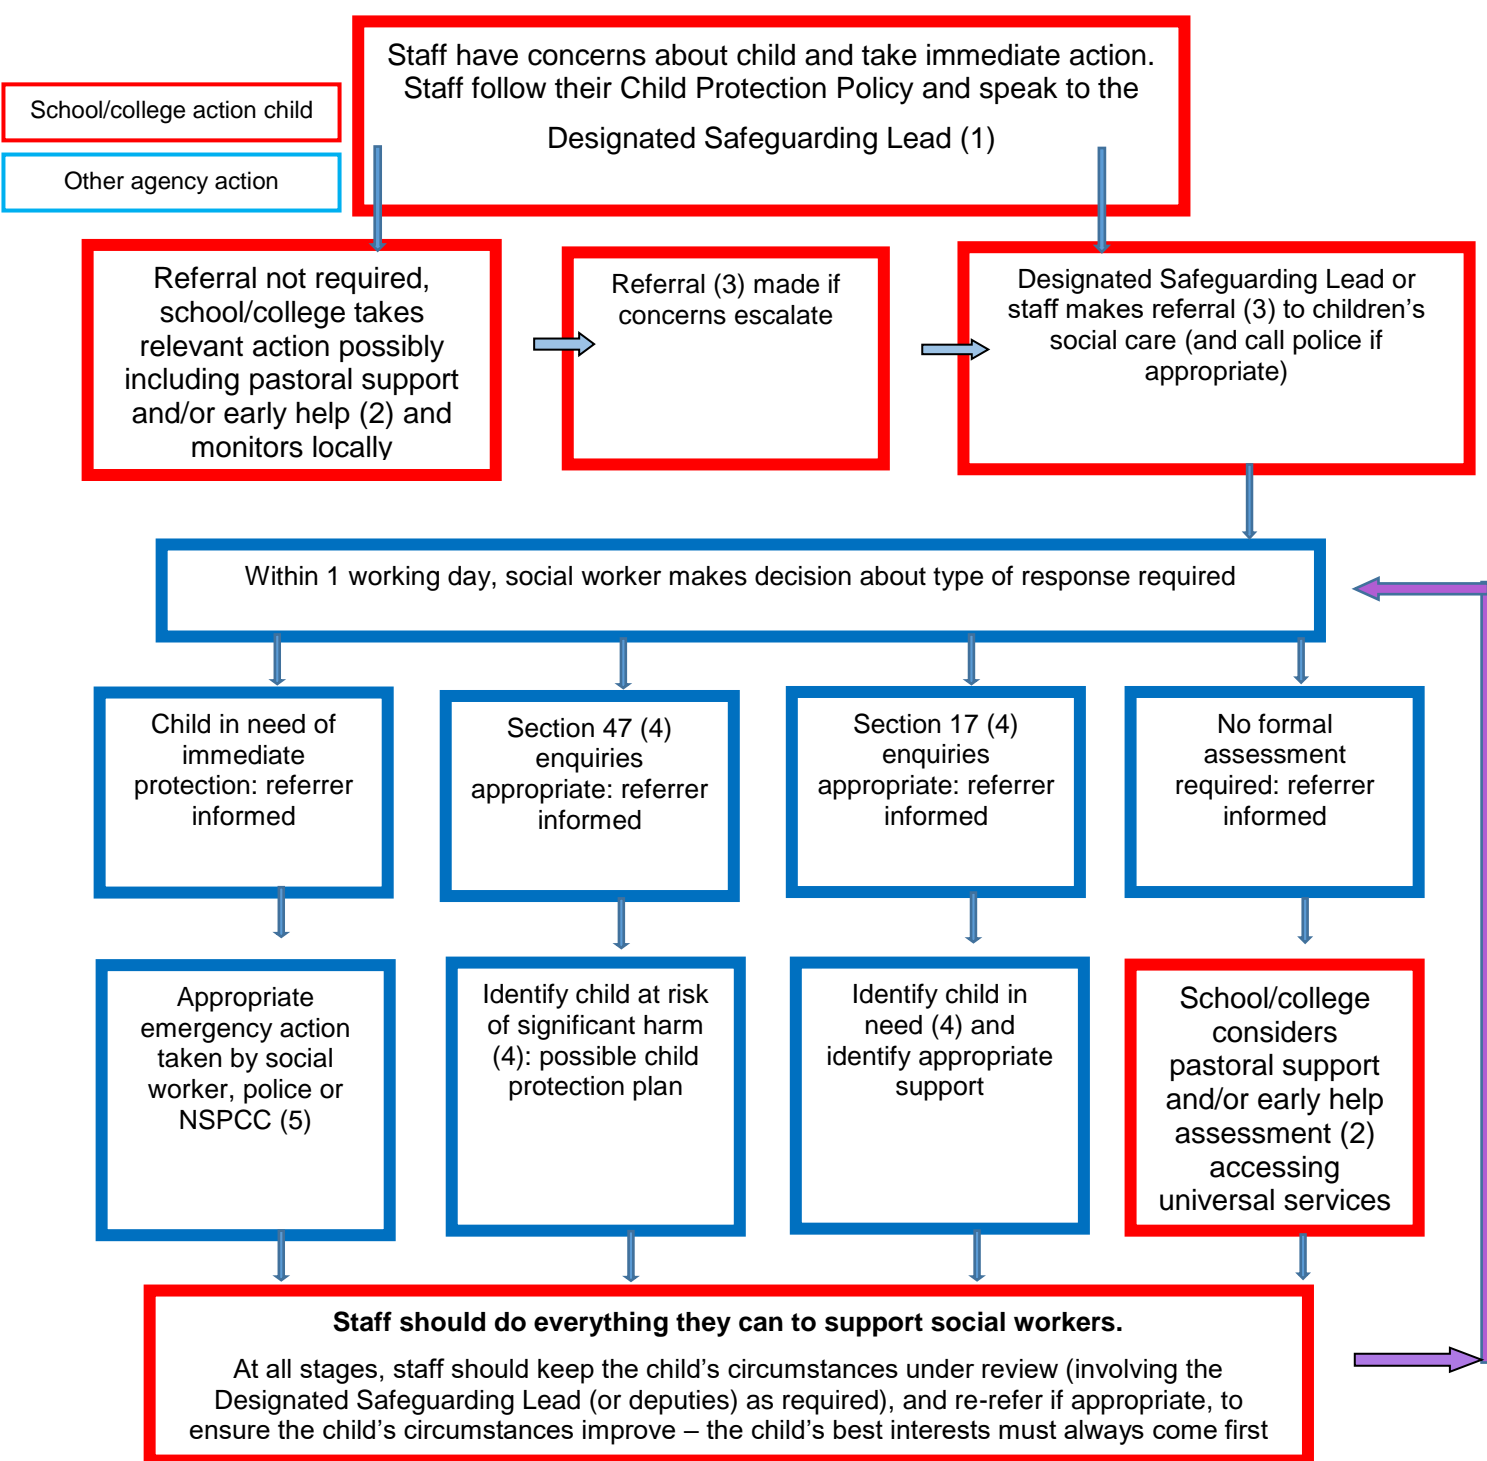 Staff have concerns about child and take immediate action.
Staff follow their Child Protection Policy and speak to the
Designated Safeguarding Lead (1)
School/college action child
Other agency action
Referral not required,
school/college takes
relevant action possibly
including pastoral support
and/or early help (2) and
monitors locally
Referral (3) made if
concerns escalate
Designated Safeguarding Lead or
staff makes referral (3) to children’s
social care (and call police if
appropriate)
Within 1 working day, social worker makes decision about type of response required
Child in need of
immediate
protection: referrer
informed
Section 47 (4)
enquiries
appropriate: referrer
informed
Section 17 (4)
enquiries
appropriate: referrer
informed
No formal
assessment
required: referrer
informed
Appropriate
emergency action
taken by social
worker, police or
NSPCC (5)
Identify child at risk
of significant harm
(4): possible child
protection plan
Identify child in
need (4) and
identify appropriate
support
School/college
considers
pastoral support
and/or early help
assessment (2)
accessing
universal services
Staff should do everything they can to support social workers.
At all stages, staff should keep the child’s circumstances under review (involving the
Designated Safeguarding Lead (or deputies) as required), and re-refer if appropriate, to
ensure the child’s circumstances improve – the child’s best interests must always come first